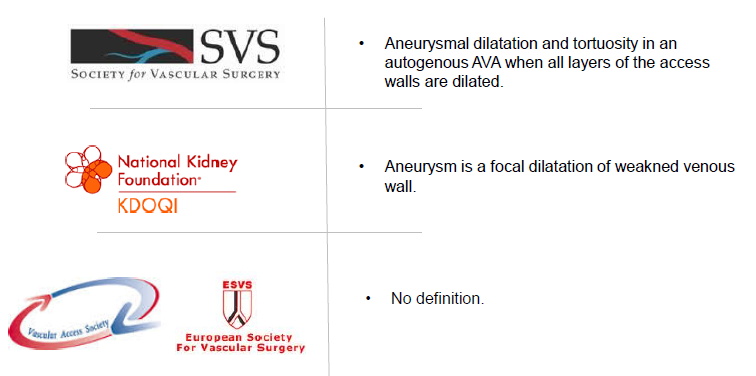 SVS
SOCIETY for VASCULAR SURGERY
• Aneurysmal dilatation and tortuosity in an
autogenous AVA when all layers of the access
walls are dilated.
National Kidney
Foundation®
KDOQI
• Aneurysm is a focal dilatation of weakned venous
wall.
Vascular Access Society
ESVS
European Society
For Vascular Surgery
• No definition.